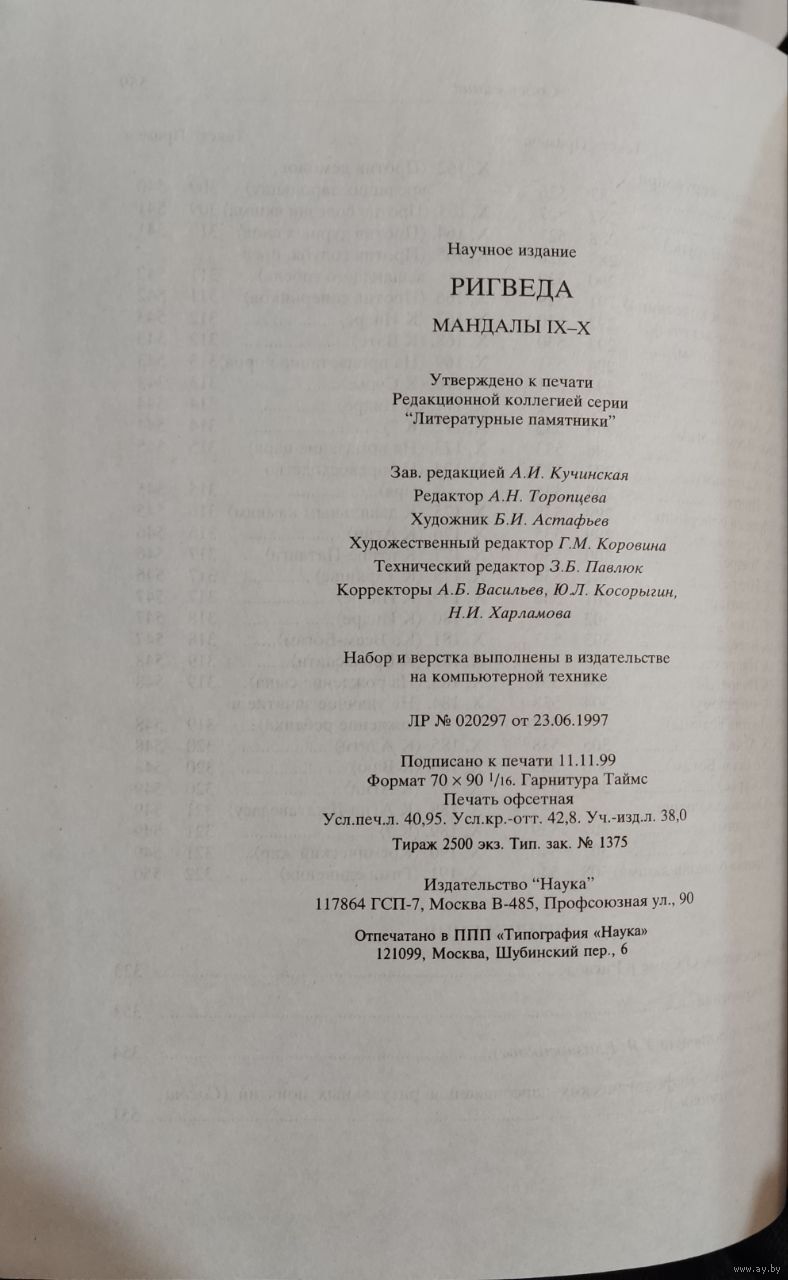 Научное издание
РИГВЕДА
МАНДАЛЫ IX–X
Утверждено к печати
Редакционной коллегией серии
“Литературные памятники”
Зав. редакцией А.И. Кучинская
Редактор А.Н. Торопцева
Художник Б.И. Астафьев
Художественный редактор Г.М. Коровина
Технический редактор З.Б. Павлюк
Корректоры А.Б. Васильев, Ю.Л. Косорыгин,
Н.И. Харламова
Набор и верстка выполнены в издательстве
на компьютерной технике
ЛР № 020297 от 23.06.1997
Подписано к печати 11.11.99
Формат 70 × 90 1/16. Гарнитура Таймс
Печать офсетная
Усл.печ.л. 40,95. Усл.кр.-отт. 42,8. Уч.-изд.л. 38,0
Тираж 2500 экз. Тип. зак. № 1375
Издательство “Наука”
117864 ГСП-7, Москва В-485, Профсоюзная ул., 90
Отпечатано в ППП «Типография «Наука»
121099, Москва, Шубинский пер., 6
www.ay.by